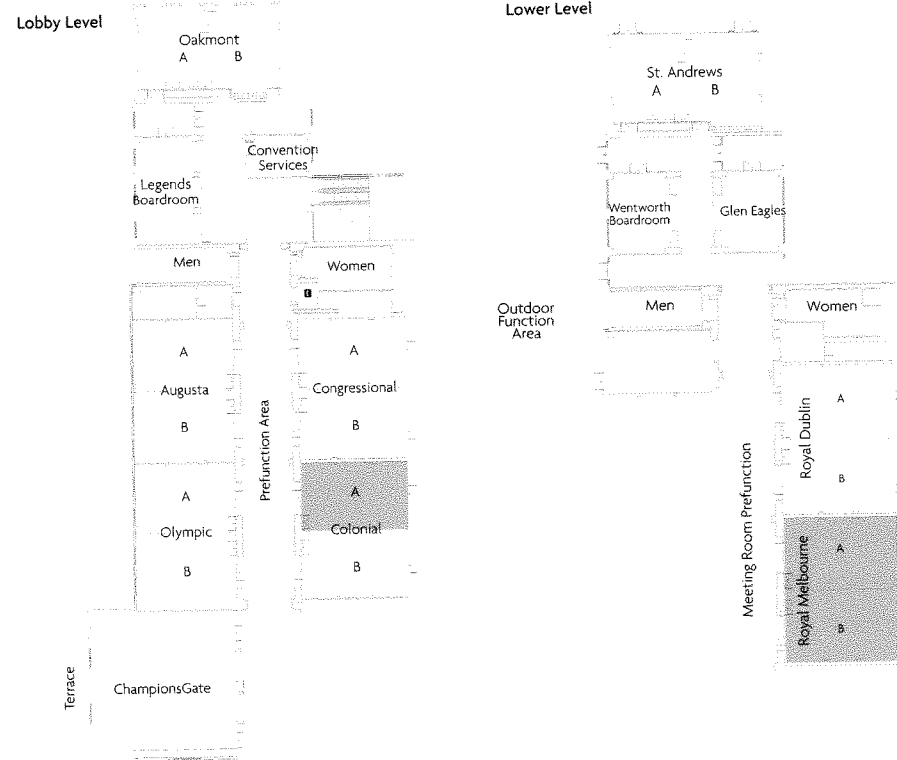 Lobby Level
Oakmont
A B
Convention
Services
Legends
Boardroom
Men
Women
A
Augusta
B
A
Congressional
B
Prefunction Area
A
Olympic
B
A
Colonial
B
Terrace
ChampionsGate
Lower Level
St. Andrews
A B
Wentworth
Boardroom
Glen Eagles
Outdoor
Function
Area
Men
Women
A
Royal Dublin
B
Meeting Room Prefunction
A
Royal Melbourne
B